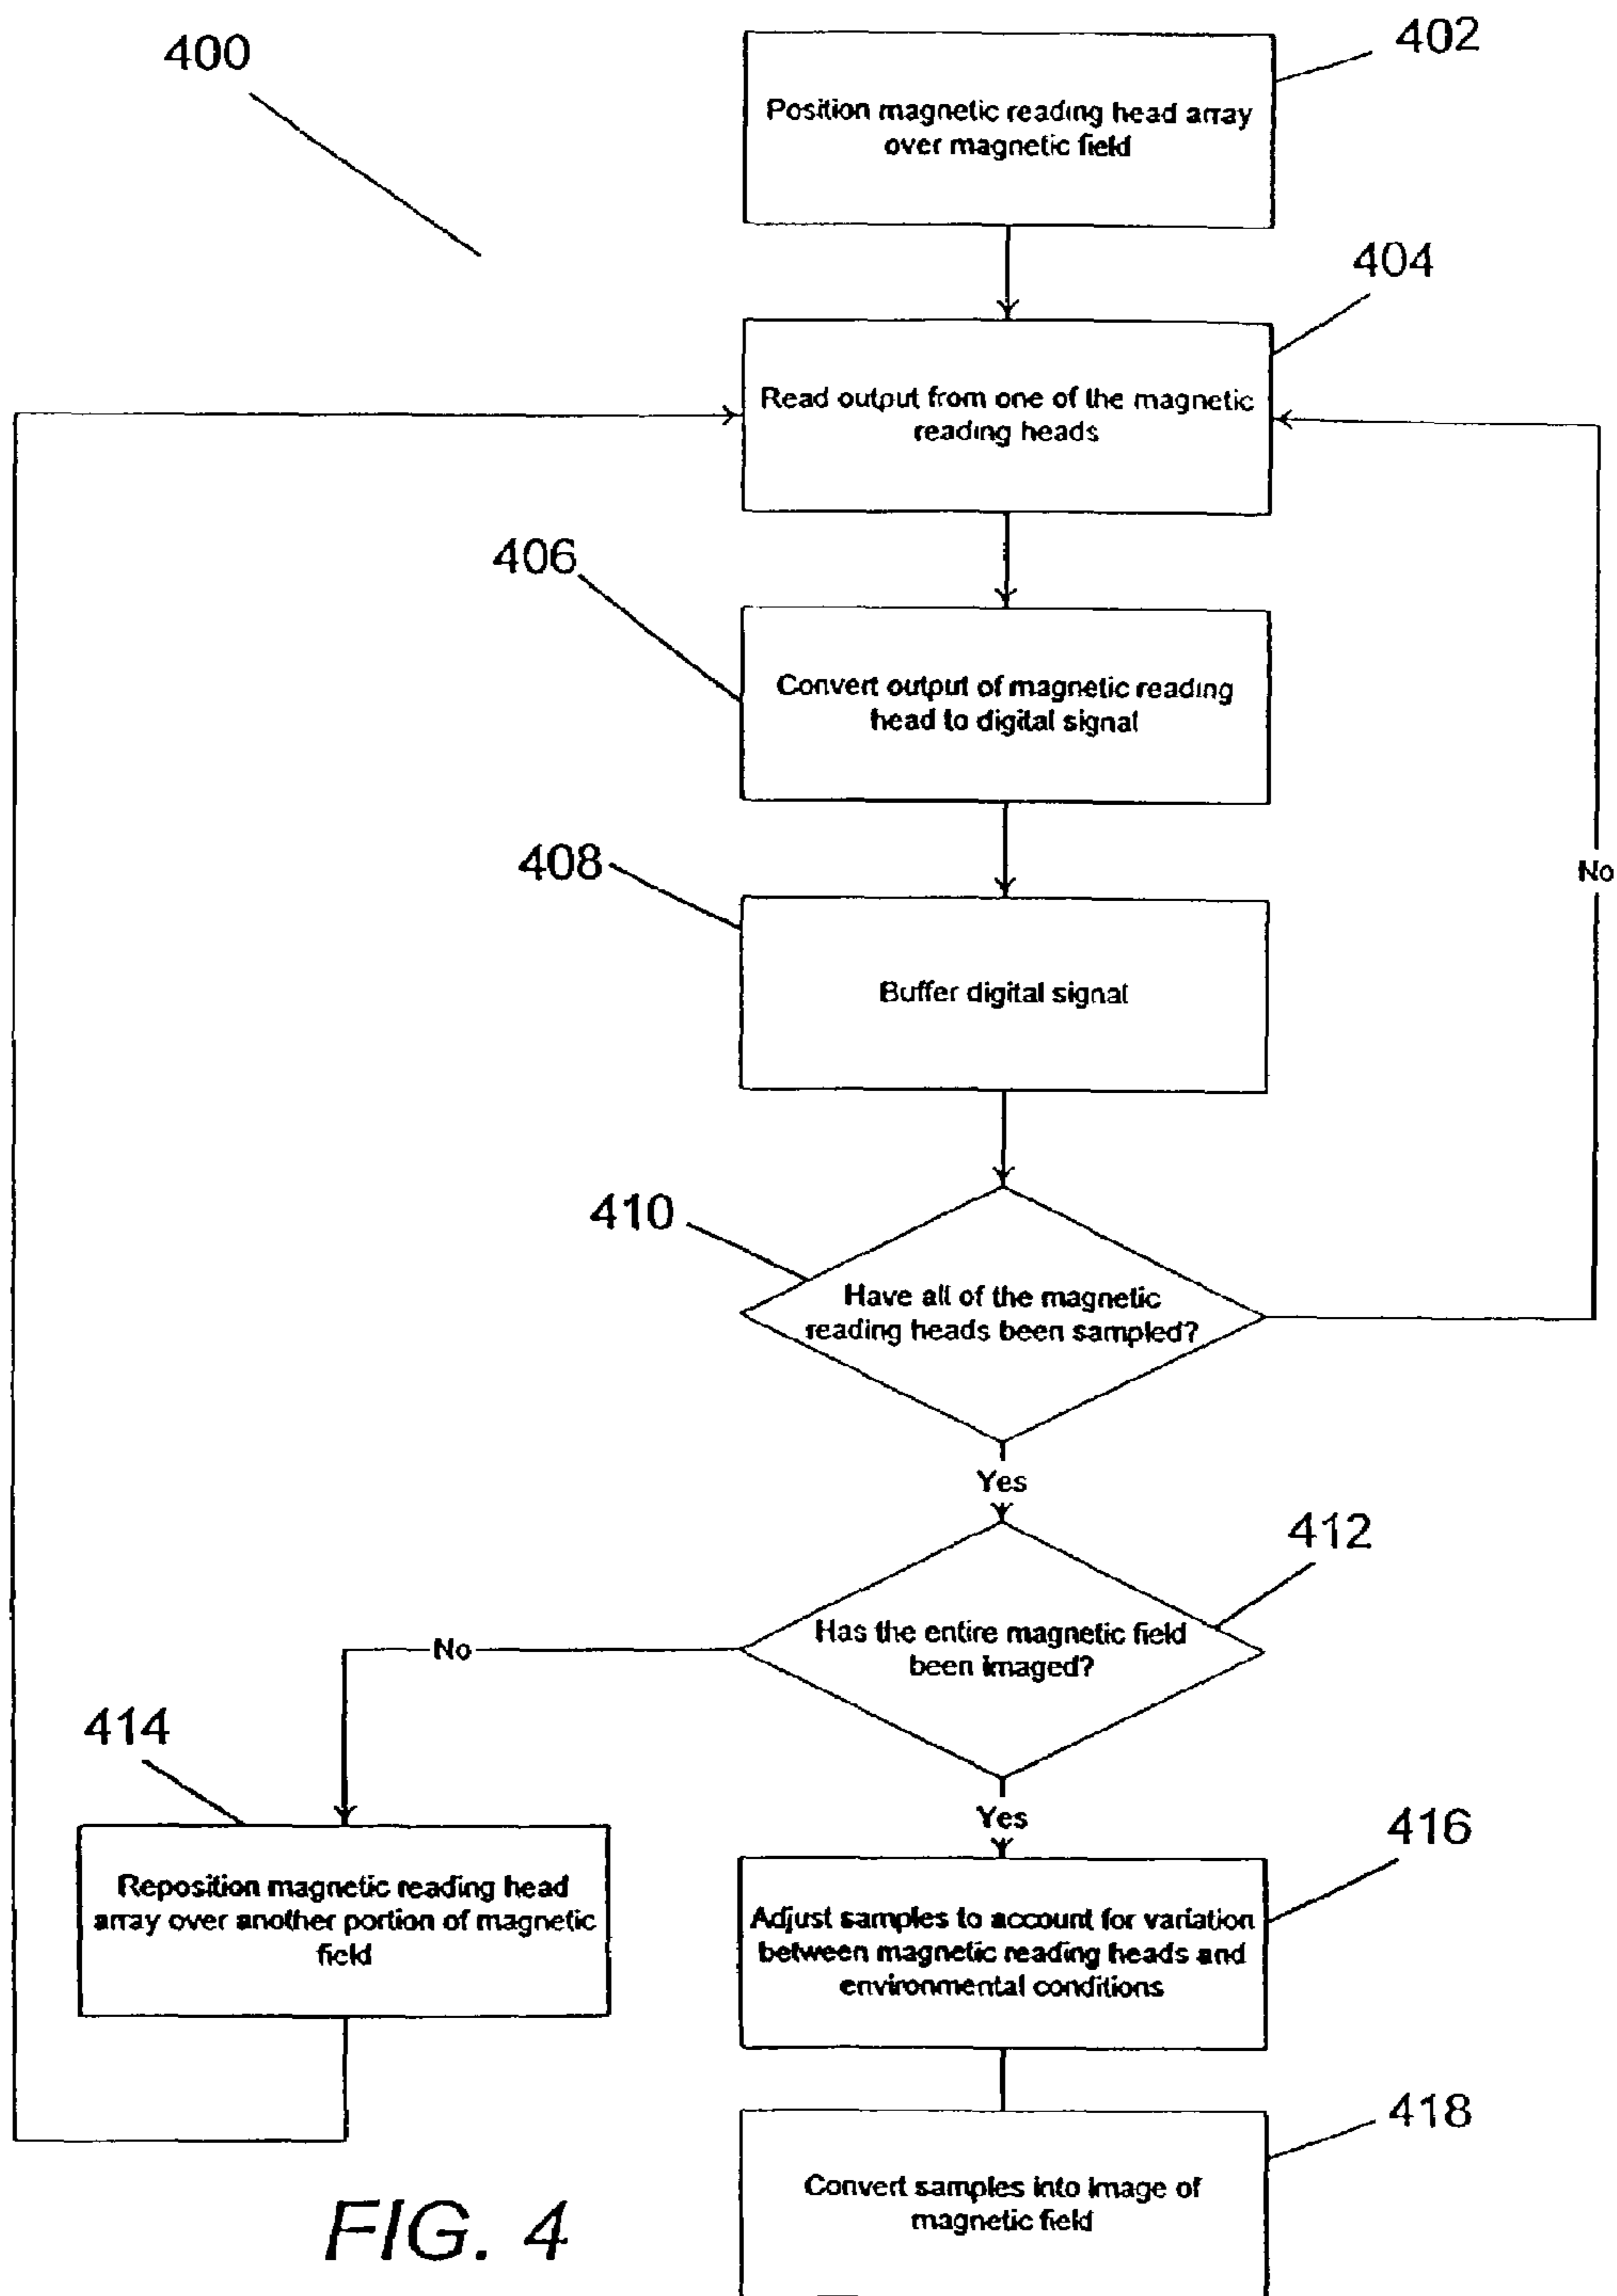 400
402
Position magnetic reading head array
over magnetic field
404
Read output from one of the magnetic
reading heads
406
Convert output of magnetic reading
head to digital signal
408
Buffer digital signal
No
410
Have all of the magnetic
reading heads been sampled?
Yes
412
Has the entire magnetic field
been imaged?
No
414
Reposition magnetic reading head
array over another portion of magnetic
field
Yes
416
Adjust samples to account for variation
between magnetic reading heads and
environmental conditions
418
Convert samples into image of
magnetic field
FIG. 4